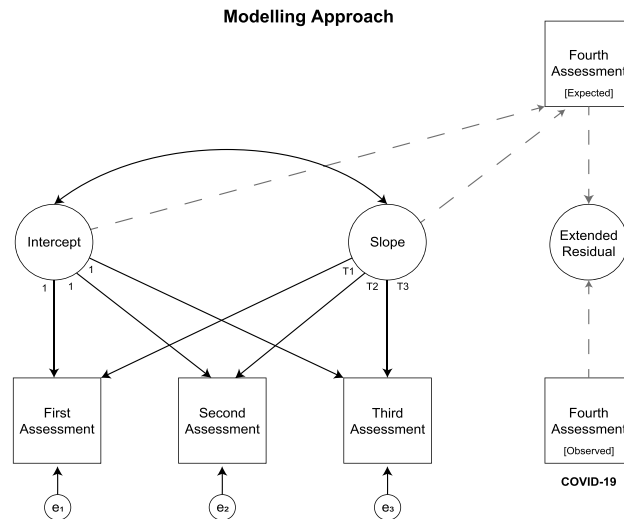 Modelling Approach
Fourth
Assessment
[Expected]
Intercept
Slope
Extended
Residual
1
1
1
T1
T2
T3
First
Assessment
Second
Assessment
Third
Assessment
Fourth
Assessment
[Observed]
COVID-19
e₁
e₂
e₃